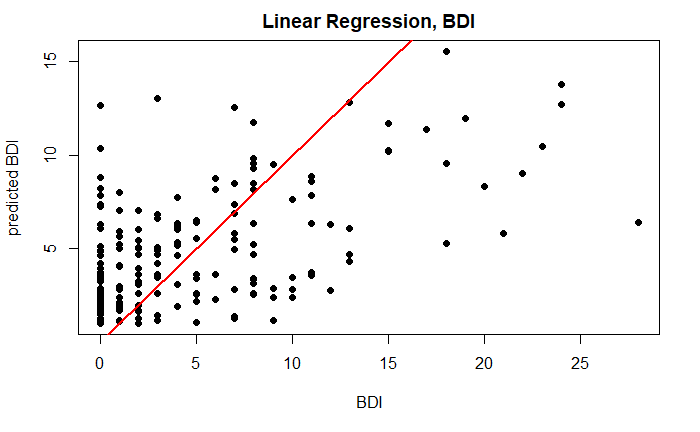 Linear Regression, BDI
predicted BDI
15
10
5
0 5 10 15 20 25
BDI